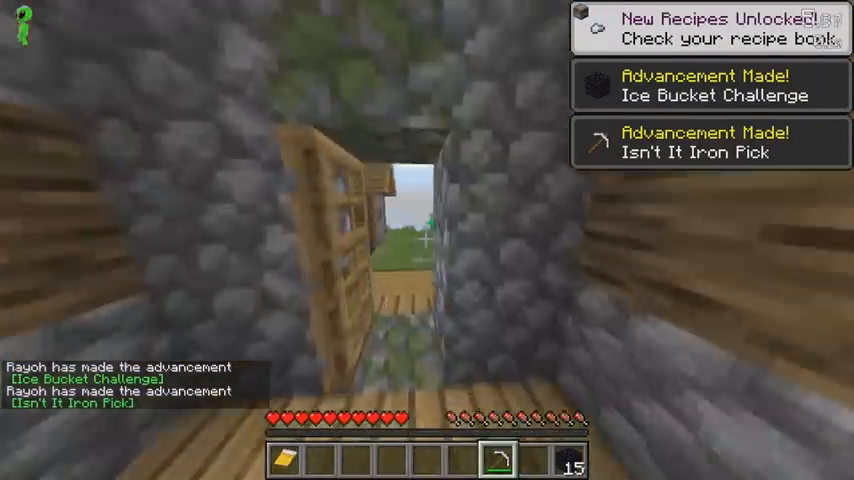 New Recipes Unlocked!
Check your recipe book
Advancement Made!
Ice Bucket Challenge
Advancement Made!
Isn't It Iron Pick
Rayoh has made the advancement
[Ice Bucket Challenge]
Rayoh has made the advancement
[Isn't It Iron Pick]
15